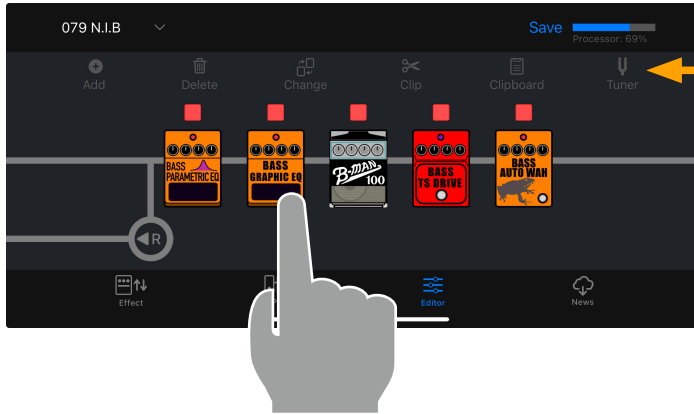 079 N.I.B
Save
Processor: 69%
Add
Delete
Change
Clip
Clipboard
Tuner
BASS
PARAMETRIC EQ
BASS
GRAPHIC EQ
B-MAN
100
BASS
TS DRIVE
BASS
AUTO WAH
R
Effect
Editor
News